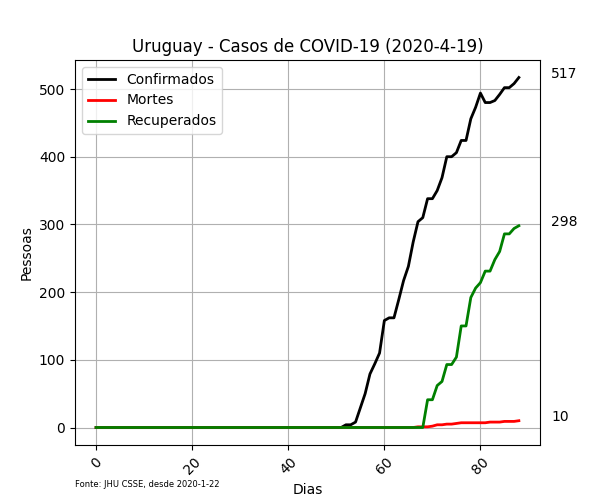 Uruguay - Casos de COVID-19 (2020-4-19)
Confirmados
Mortes
Recuperados
517
298
10
500
400
300
200
100
0
Pessoas
0
20
40
60
80
Dias
Fonte: JHU CSSE, desde 2020-1-22